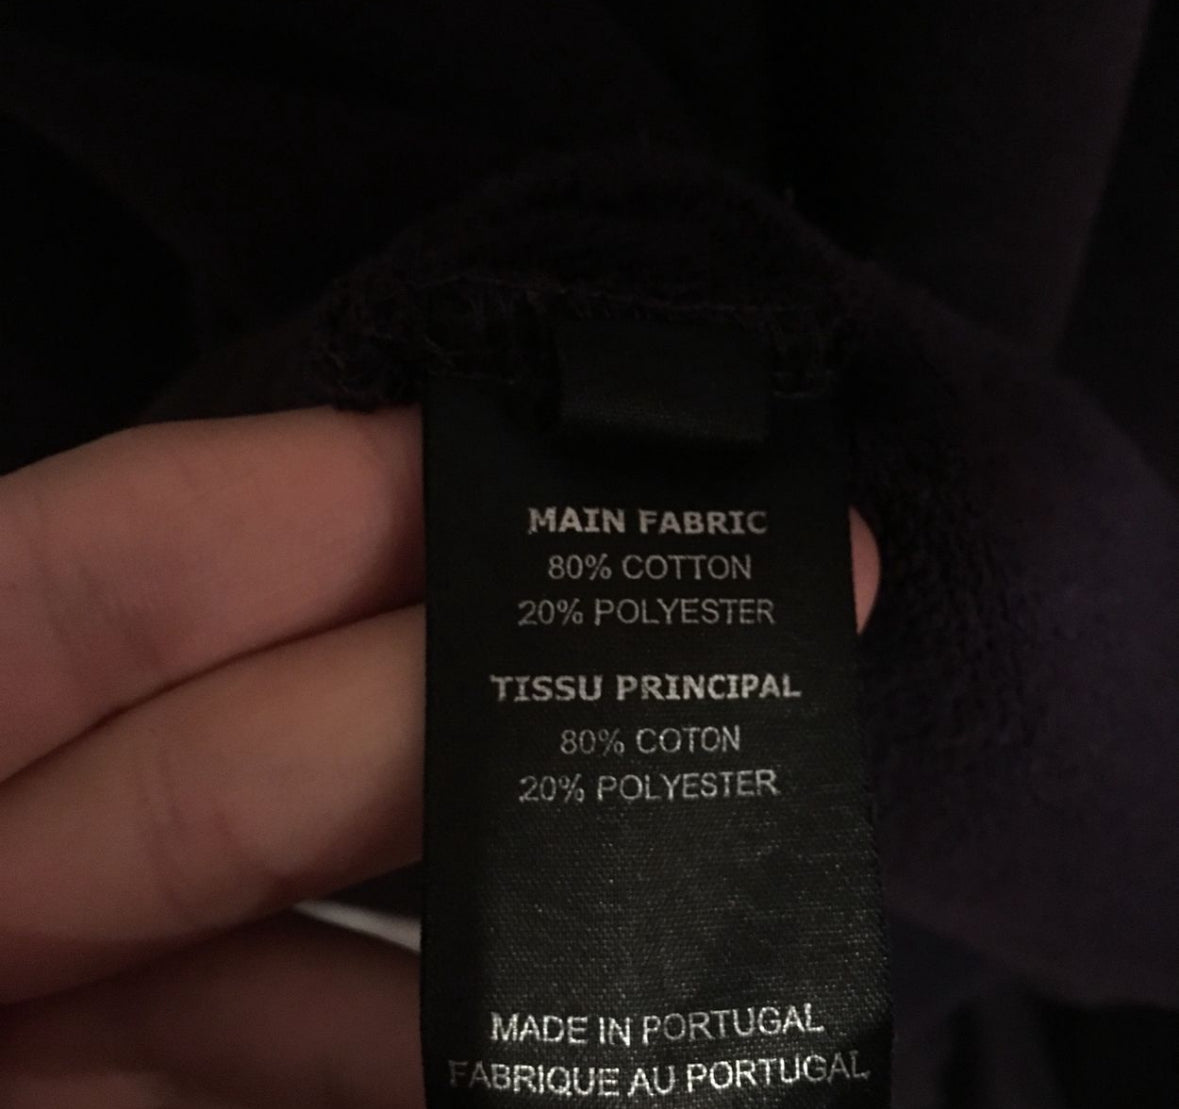 MAIN FABRIC
80% COTTON
20% POLYESTER
TISSU PRINCIPAL
80% COTON
20% POLYESTER
MADE IN PORTUGAL
FABRIQUE AU PORTUGAL